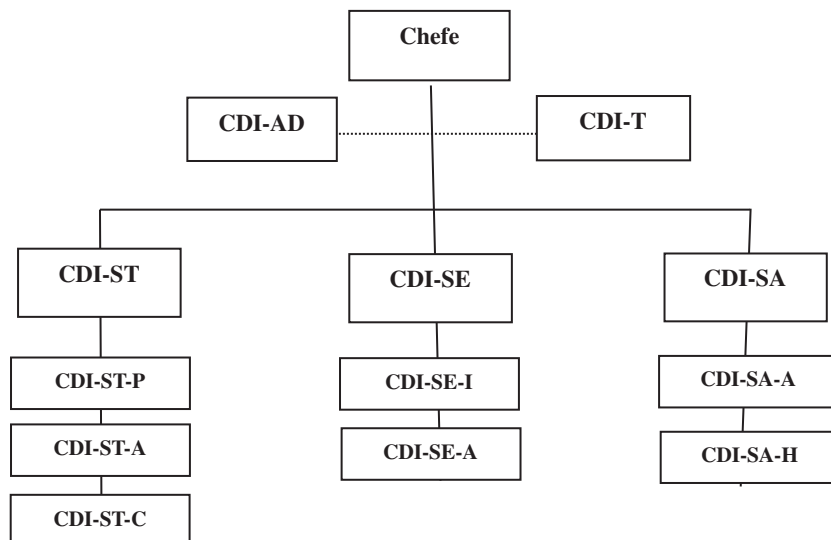 Chefe
CDI-AD
CDI-T
CDI-ST
CDI-SE
CDI-SA
CDI-ST-P
CDI-SE-I
CDI-SA-A
CDI-ST-A
CDI-SE-A
CDI-SA-H
CDI-ST-C